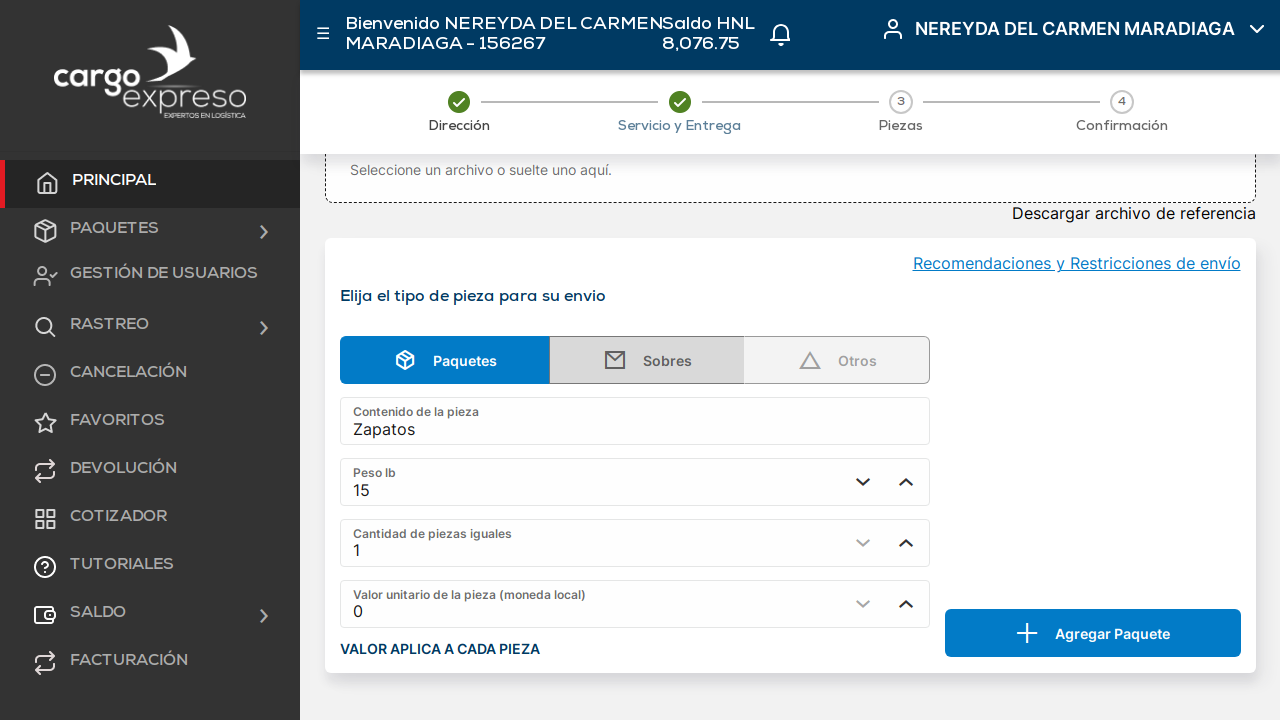 cargo
expreso
EXPERTOS EN LOGÍSTICA
PRINCIPAL
PAQUETES
GESTIÓN DE USUARIOS
RASTREO
CANCELACIÓN
FAVORITOS
DEVOLUCIÓN
COTIZADOR
TUTORIALES
SALDO
FACTURACIÓN
Bienvenido NEREYDA DEL CARMEN
MARADIAGA - 156267
Saldo HNL
8,076.75
NEREYDA DEL CARMEN MARADIAGA
Dirección
Servicio y Entrega
3
Piezas
4
Confirmación
Seleccione un archivo o suelte uno aquí.
Descargar archivo de referencia
Recomendaciones y Restricciones de envío
Elija el tipo de pieza para su envio
Paquetes
Sobres
Otros
Contenido de la pieza
Zapatos
Peso lb
15
Cantidad de piezas iguales
1
Valor unitario de la pieza (moneda local)
0
VALOR APLICA A CADA PIEZA
Agregar Paquete